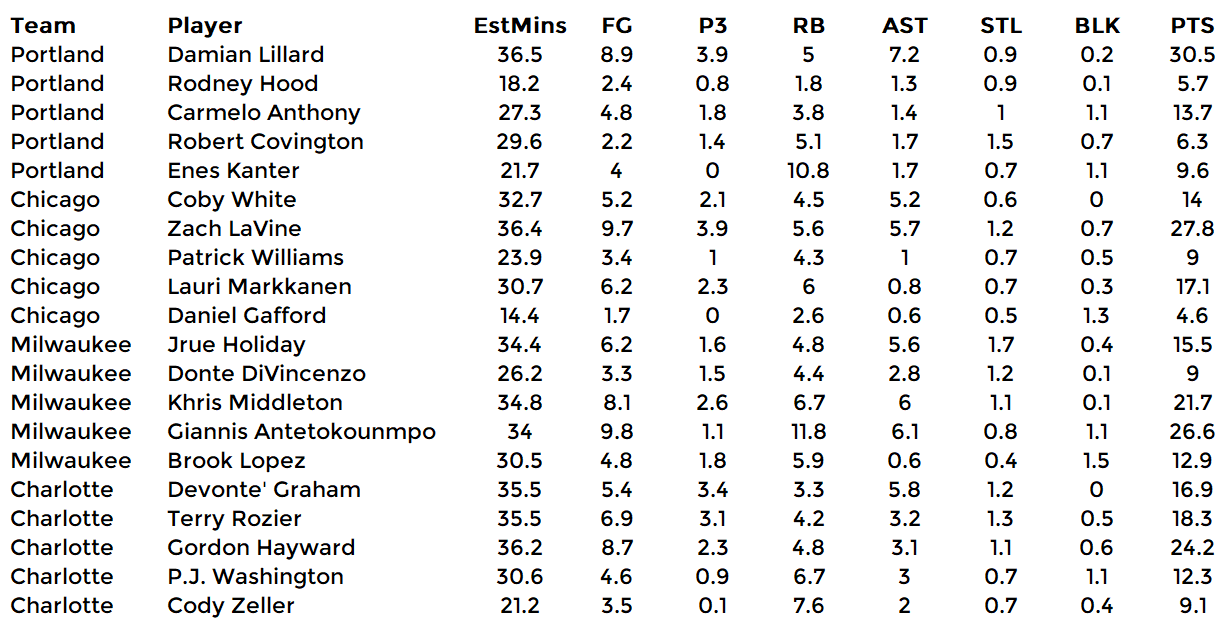 Team Player EstMins FG P3 RB AST STL BLK PTS
Portland Damian Lillard 36.5 8.9 3.9 5 7.2 0.9 0.2 30.5
Portland Rodney Hood 18.2 2.4 0.8 1.8 1.3 0.9 0.1 5.7
Portland Carmelo Anthony 27.3 4.8 1.8 3.8 1.4 1 1.1 13.7
Portland Robert Covington 29.6 2.2 1.4 5.1 1.7 1.5 0.7 6.3
Portland Enes Kanter 21.7 4 0 10.8 1.7 0.7 1.1 9.6
Chicago Coby White 32.7 5.2 2.1 4.5 5.2 0.6 0 14
Chicago Zach LaVine 36.4 9.7 3.9 5.6 5.7 1.2 0.7 27.8
Chicago Patrick Williams 23.9 3.4 1 4.3 1 0.7 0.5 9
Chicago Lauri Markkanen 30.7 6.2 2.3 6 0.8 0.7 0.3 17.1
Chicago Daniel Gafford 14.4 1.7 0 2.6 0.6 0.5 1.3 4.6
Milwaukee Jrue Holiday 34.4 6.2 1.6 4.8 5.6 1.7 0.4 15.5
Milwaukee Donte DiVincenzo 26.2 3.3 1.5 4.4 2.8 1.2 0.1 9
Milwaukee Khris Middleton 34.8 8.1 2.6 6.7 6 1.1 0.1 21.7
Milwaukee Giannis Antetokounmpo 34 9.8 1.1 11.8 6.1 0.8 1.1 26.6
Milwaukee Brook Lopez 30.5 4.8 1.8 5.9 0.6 0.4 1.5 12.9
Charlotte Devonte' Graham 35.5 5.4 3.4 3.3 5.8 1.2 0 16.9
Charlotte Terry Rozier 35.5 6.9 3.1 4.2 3.2 1.3 0.5 18.3
Charlotte Gordon Hayward 36.2 8.7 2.3 4.8 3.1 1.1 0.6 24.2
Charlotte P.J. Washington 30.6 4.6 0.9 6.7 3 0.7 1.1 12.3
Charlotte Cody Zeller 21.2 3.5 0.1 7.6 2 0.7 0.4 9.1